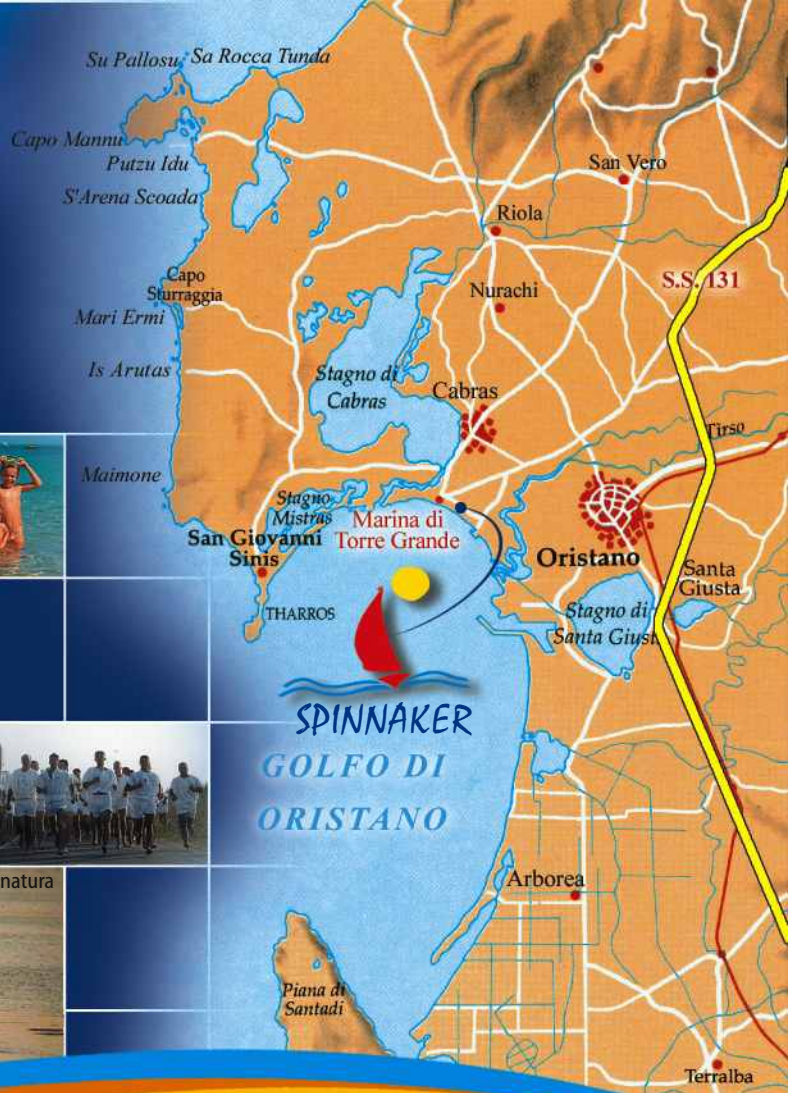 Su Pallosu
Sa Rocca Tunda
Capo Mannu
Putzu Idu
S'Arena Scoada
San Vero
Riola
S.S. 131
Capo
Sturraggia
Nurachi
Mari Ermi
Is Arutas
Stagno di
Cabras
Cabras
Tirso
Maimone
Stagno
Mistras
Marina di
Torre Grande
San Giovanni
Sinis
Oristano
Santa
Giusta
THARROS
Stagno di
Santa Giust
SPINNAKER
GOLFO DI
ORISTANO
natura
Arborea
Piana di
Santadi
Terralba